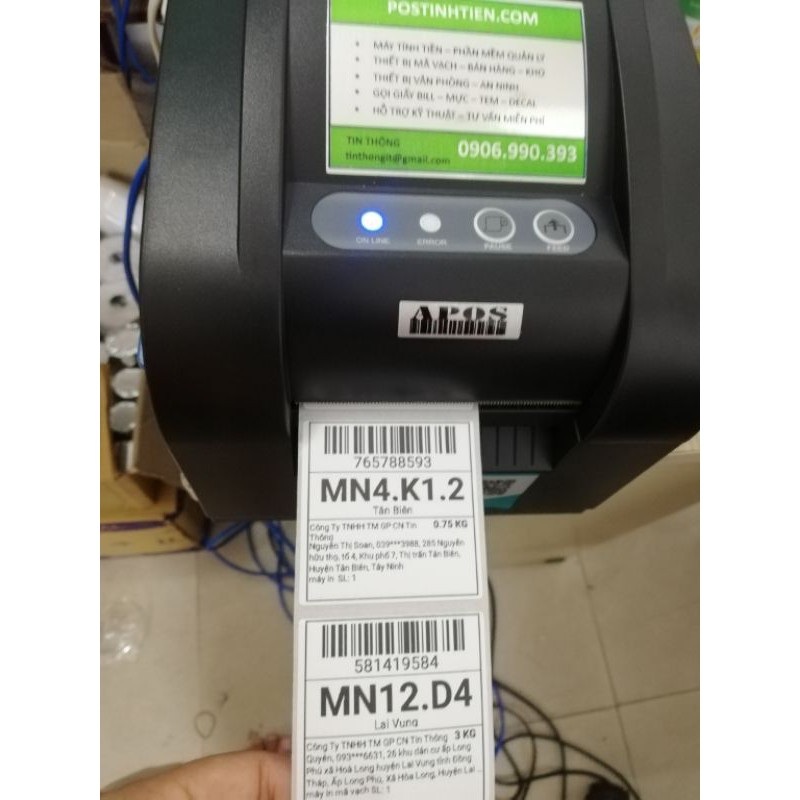 POSTINHTIEN.COM
• MÁY TÍNH TIỀN – PHẦN MỀM QUẢN LÝ
• THIẾT BỊ MÃ VẠCH – BÁN HÀNG – KHO
• THIẾT BỊ VĂN PHÒNG – AN NINH
• GỌI GIẤY BILL – MỰC – TEM – DECAL
• HỖ TRỢ KỸ THUẬT – TƯ VẤN MIỄN PHÍ
TIN THÔNG
tinthongit@gmail.com 0906.990.393
ON LINE ERROR PAUSE FEED
APOS
765788593
MN4.K1.2
Tân Biên
Công Ty TNHH TM GP CN Tin 0.75 KG
Thông
Nguyễn Thị Soan, 039***3988, 285 Nguyễn
hữu thọ, tổ 4, Khu phố 7, Thị trấn Tân Biên,
Huyện Tân Biên, Tây Ninh
máy in SL: 1
581419584
MN12.D4
Lai Vung
Công Ty TNHH TM GP CN Tin Thông 3 KG
Quyên, 093***6631, 26 khu dân cư ấp Long
Phú xã Hoà Long huyện Lai Vung tỉnh Đồng
Tháp, Ấp Long Phú, Xã Hòa Long, Huyện Lai ...
máy in mã vạch SL: 1